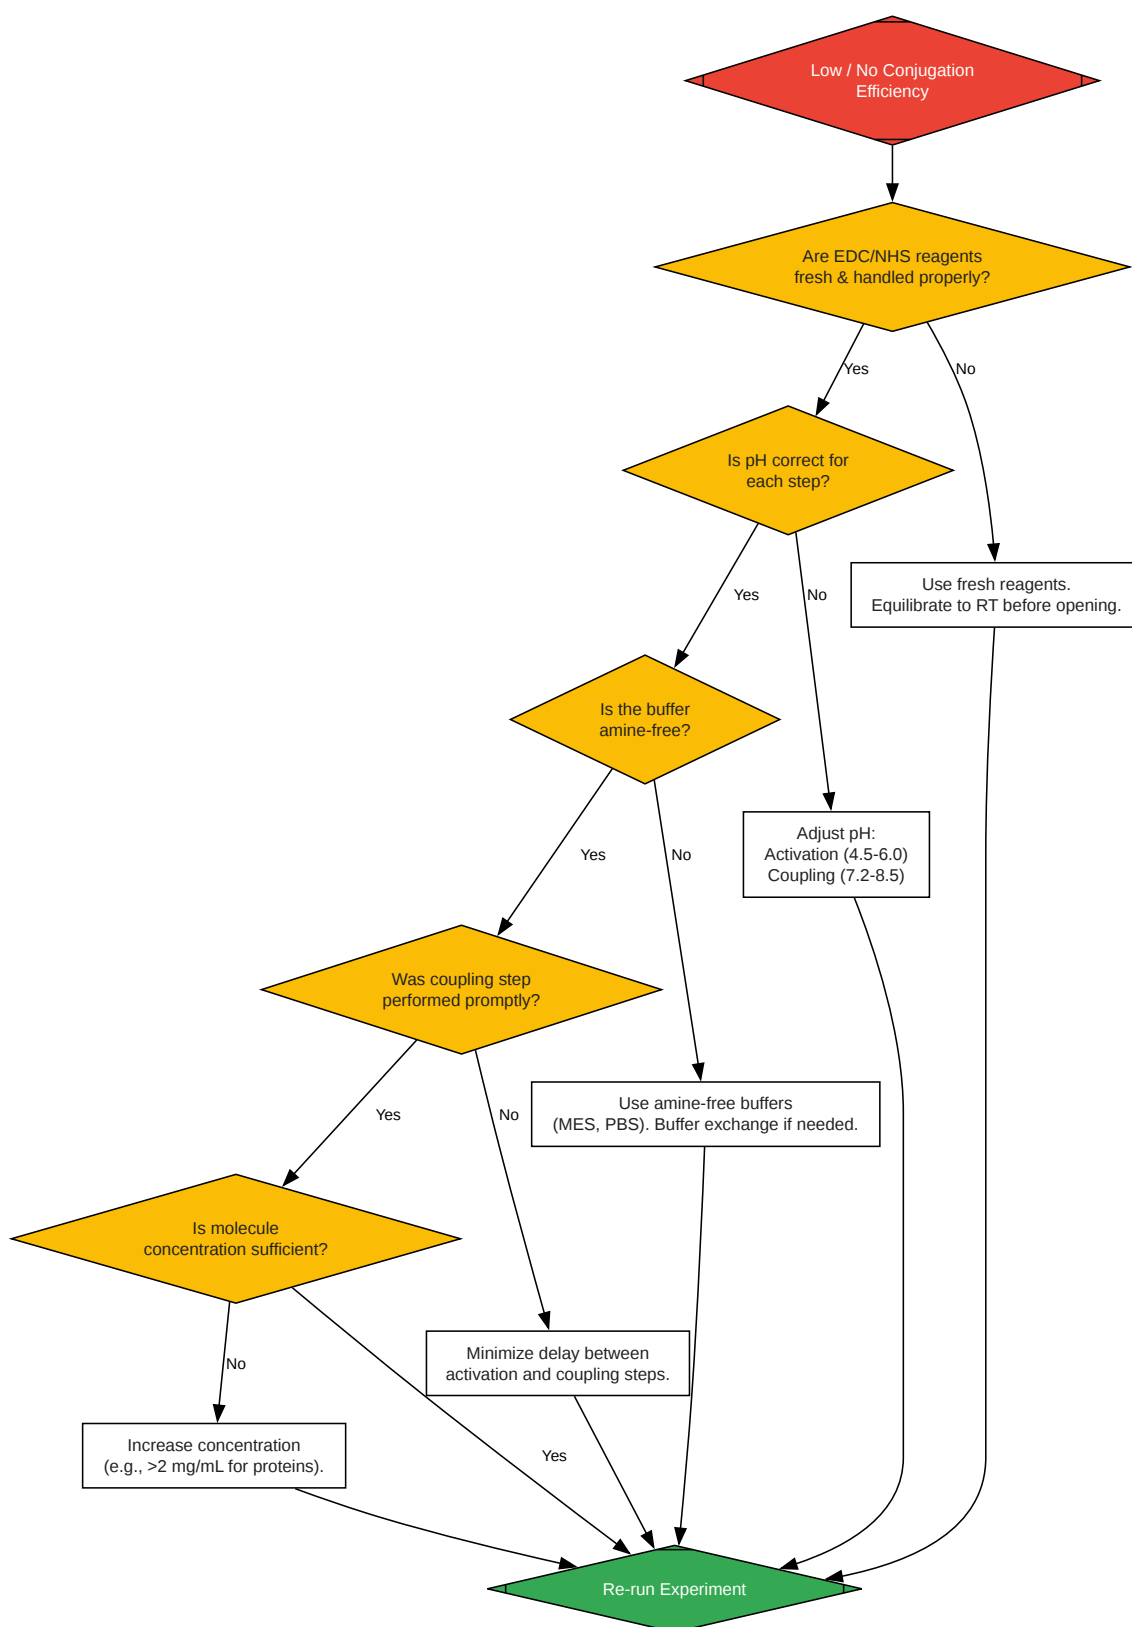 Low / No Conjugation
Efficiency
Are EDC/NHS reagents
fresh & handled properly?
Yes
No
Is pH correct for
each step?
Use fresh reagents.
Equilibrate to RT before opening.
Yes
No
Is the buffer
amine-free?
Adjust pH:
Activation (4.5-6.0)
Coupling (7.2-8.5)
Yes
No
Was coupling step
performed promptly?
Use amine-free buffers
(MES, PBS). Buffer exchange if needed.
Yes
No
Is molecule
concentration sufficient?
Minimize delay between
activation and coupling steps.
No
Yes
Increase concentration
(e.g., >2 mg/mL for proteins).
Re-run Experiment